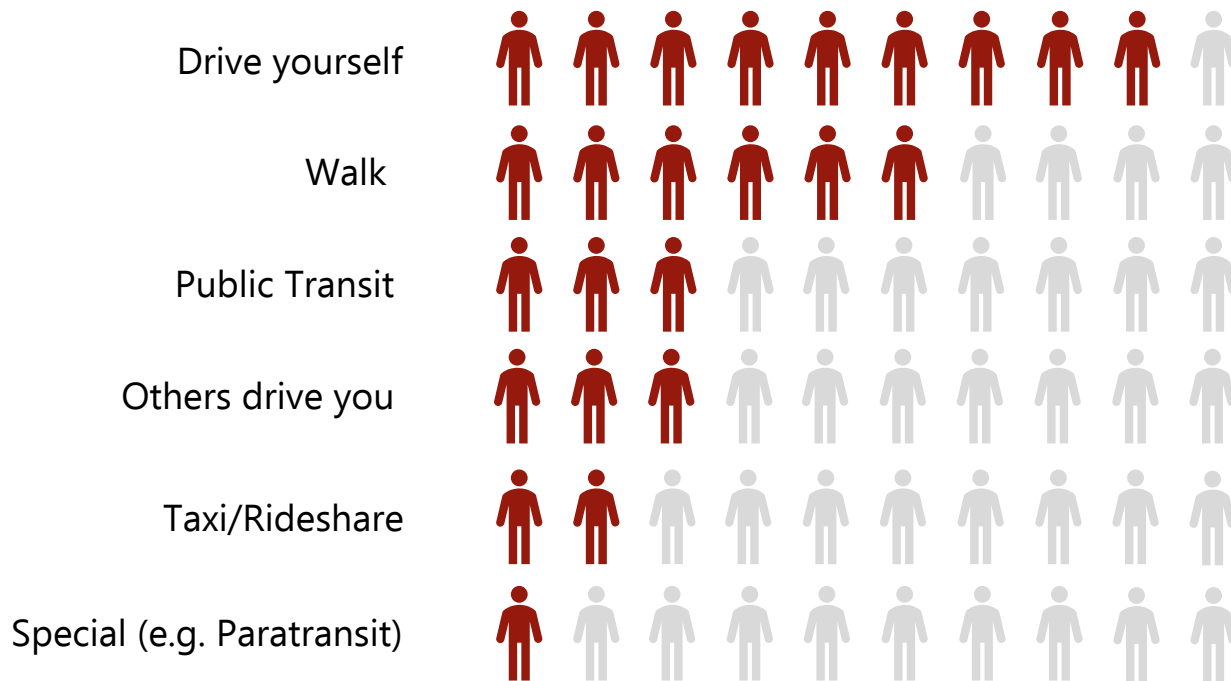 Drive yourself
Walk
Public Transit
Others drive you
Taxi/Rideshare
Special (e.g. Paratransit)